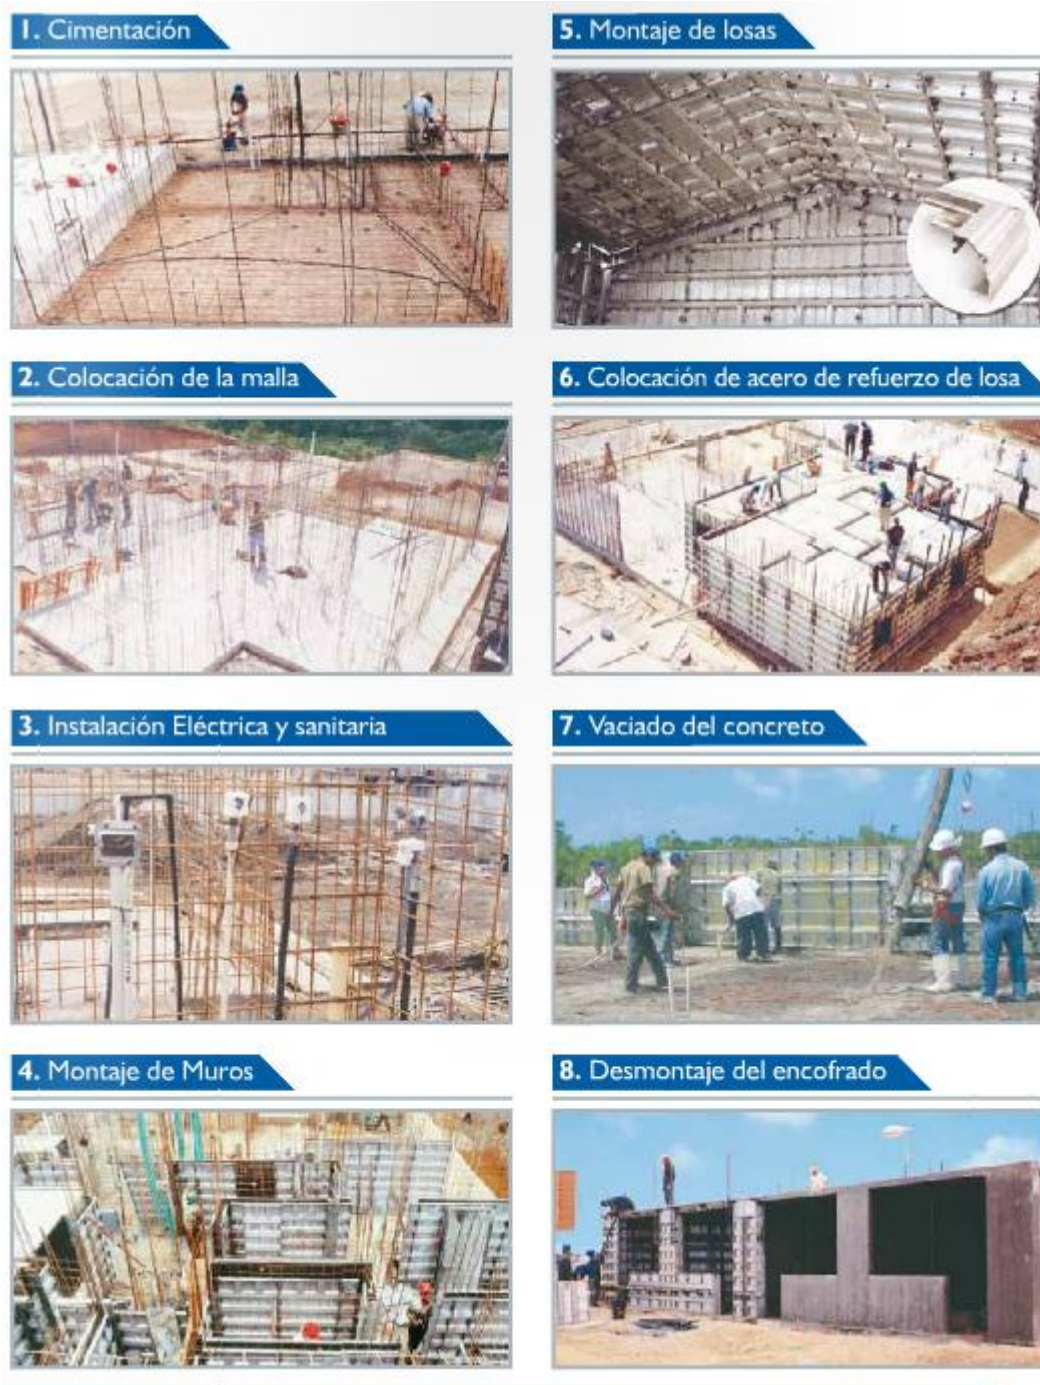 1. Cimentación
2. Colocación de la malla
3. Instalación Eléctrica y sanitaria
4. Montaje de Muros
5. Montaje de losas
6. Colocación de acero de refuerzo de losa
7. Vaciado del concreto
8. Desmontaje del encofrado